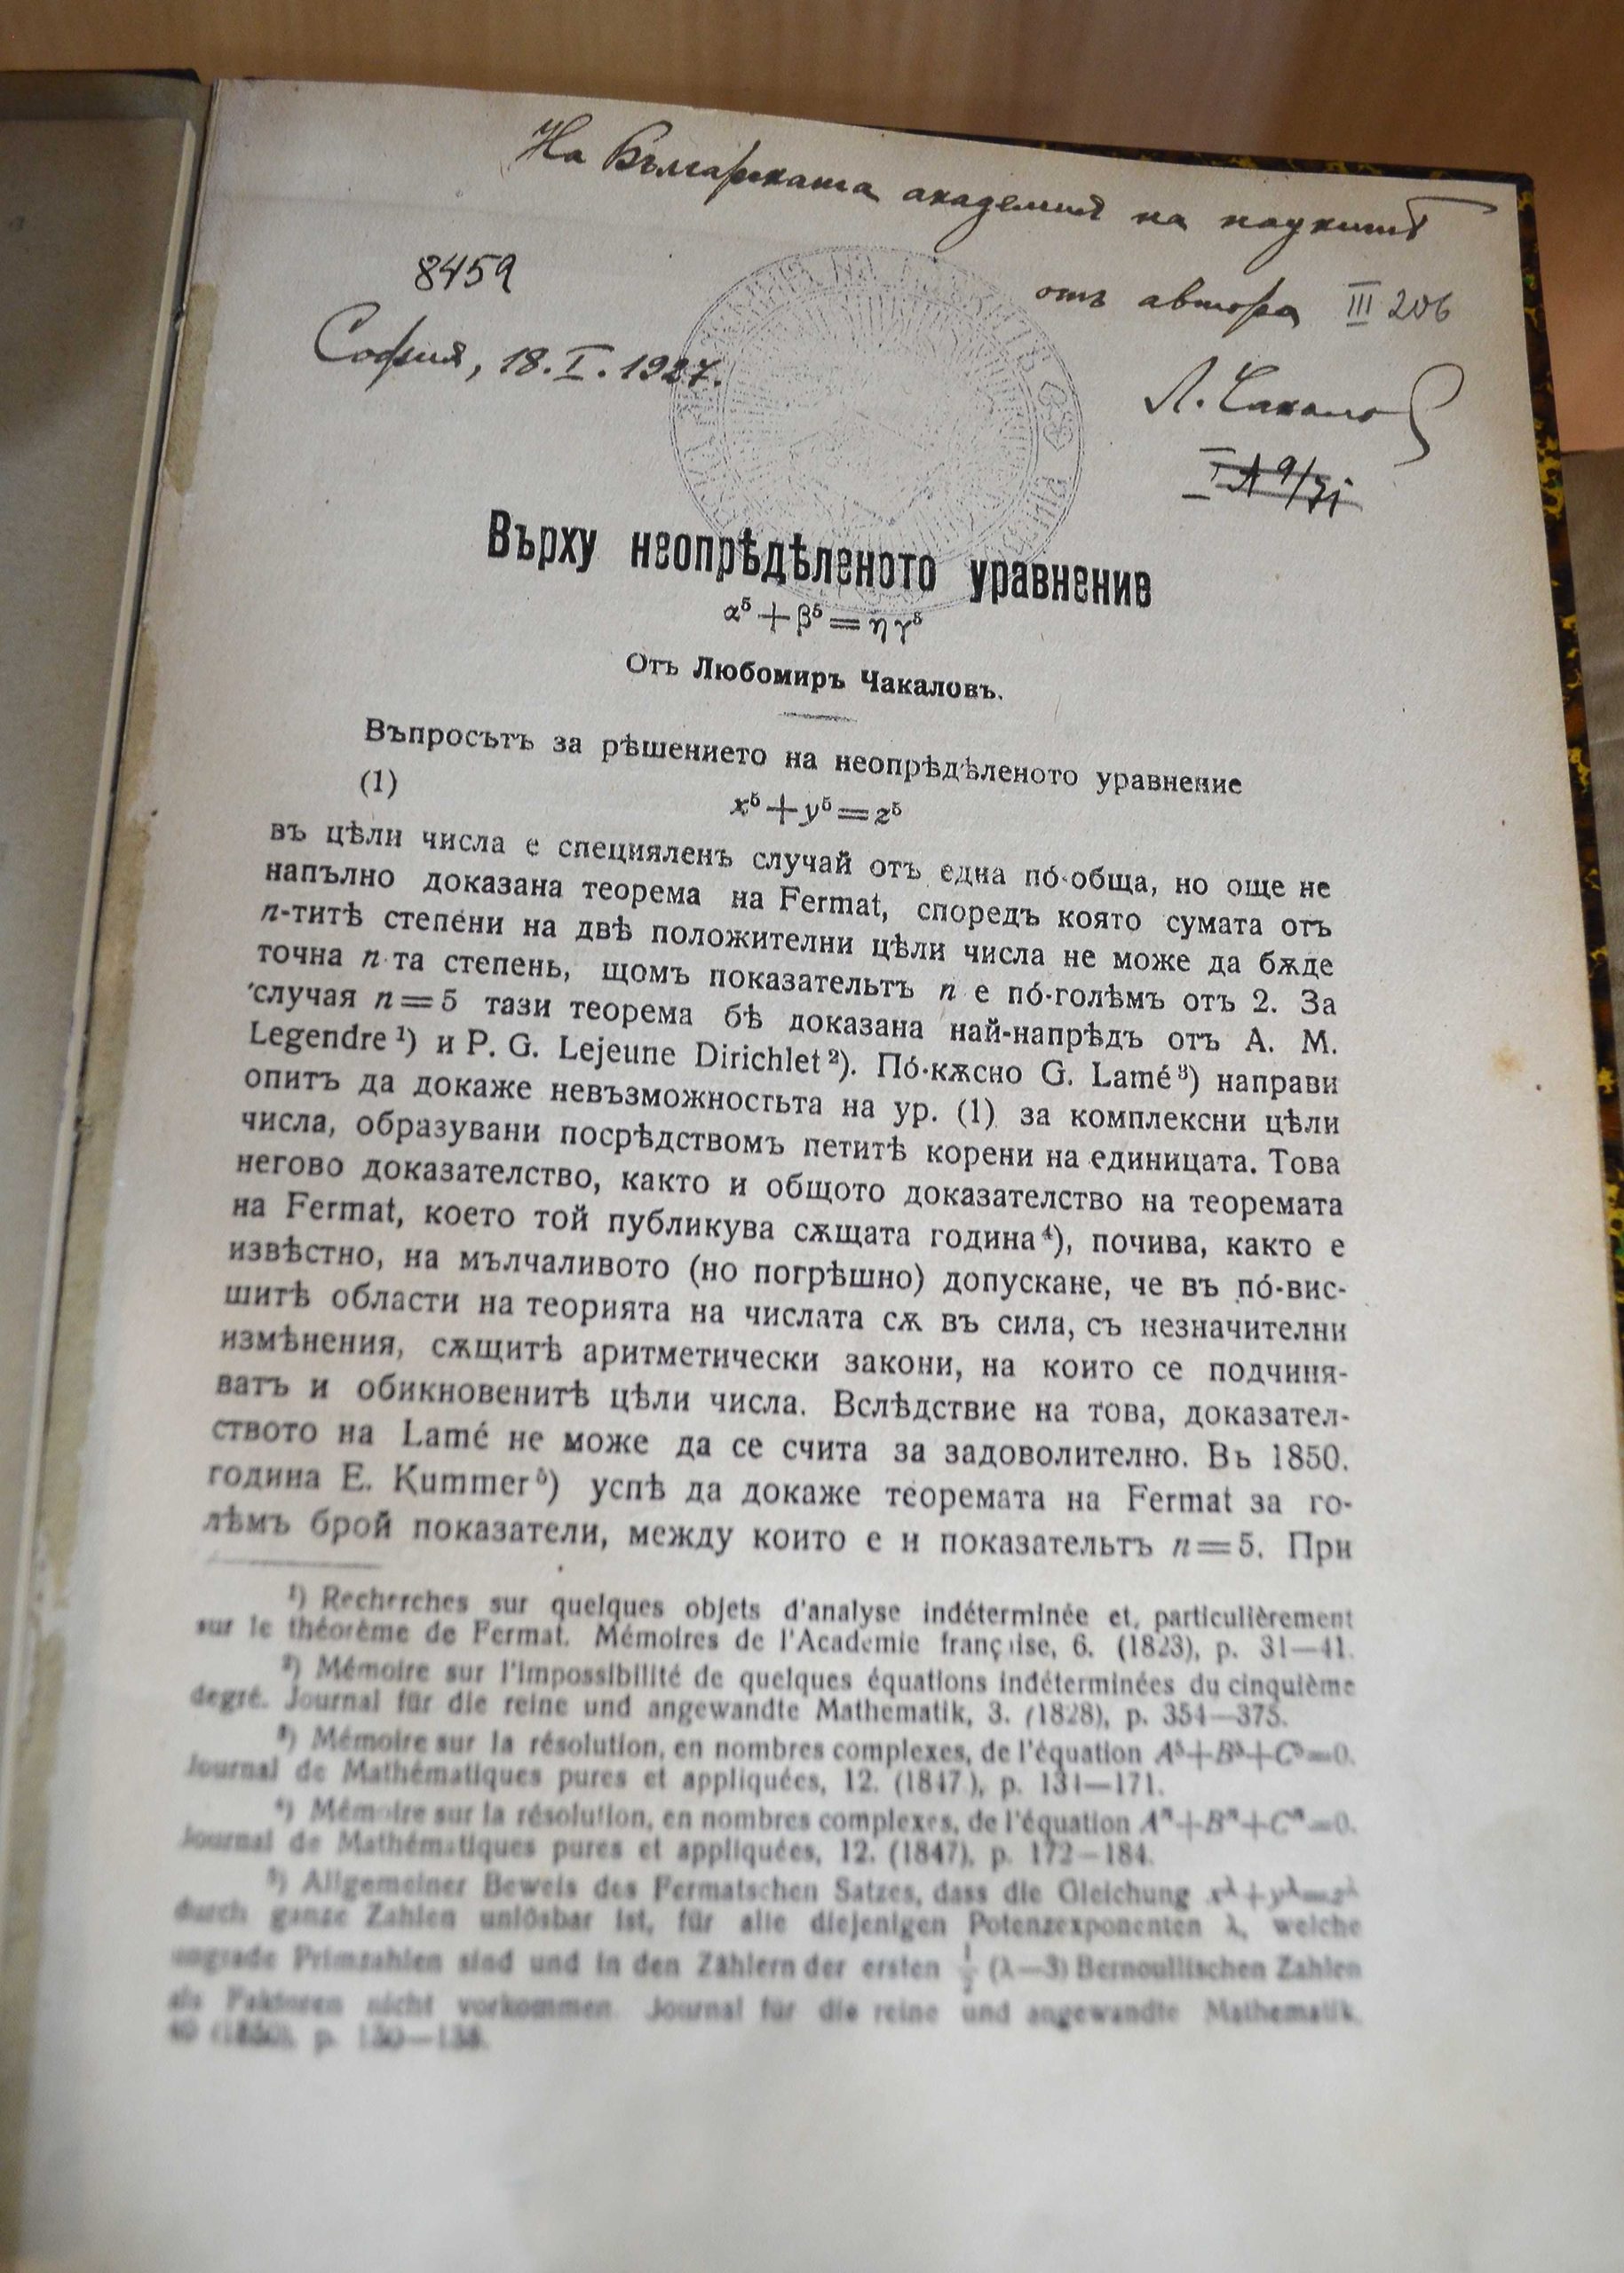 На Българската академия на науките
8459
отъ автора III 206
София, 18.I.1927.
Л. Чакалов
Върху неопрѣдѣленото уравнение
α⁵+β⁵=ηγ⁵
Отъ Любомиръ Чакаловъ.
Въпросътъ за рѣшението на неопрѣдѣленото уравнение
(1) x⁵+y⁵=z⁵
въ цѣли числа е специяленъ случай отъ една по́-обща, но още не
напълно доказана теорема на Fermat, споредъ която сумата отъ
n-титѣ степени на двѣ положителни цѣли числа не може да бѫде
точна n-та степень, щомъ показательтъ n е по́-голѣмъ отъ 2. За
случая n=5 тази теорема бѣ доказана най-напрѣдъ отъ А. М.
Legendre¹) и P. G. Lejeune Dirichlet²). По́-кѫсно G. Lamé³) направи
опитъ да докаже невъзможностьта на ур. (1) за комплексни цѣли
числа, образувани посрѣдствомъ петитѣ корени на единицата. Това
негово доказателство, както и общото доказателство на теоремата
на Fermat, което той публикува сѫщата година⁴), почива, както е
извѣстно, на мълчаливото (но погрѣшно) допускане, че въ по́-вис-
шитѣ области на теорията на числата сѫ въ сила, съ незначителни
измѣнения, сѫщитѣ аритметически закони, на които се подчиня-
ватъ и обикновенитѣ цѣли числа. Вслѣдствие на това, доказател-
ството на Lamé не може да се счита за задоволително. Въ 1850.
година E. Kummer⁵) успѣ да докаже теоремата на Fermat за го-
лѣмъ брой показатели, между които е и показательтъ n=5. При
¹) Recherches sur quelques objets d'analyse indéterminée et, particulièrement
sur le théorème de Fermat. Mémoires de l'Academie française, 6. (1823), p. 31—41.
²) Mémoire sur l'impossibilité de quelques équations indéterminées du cinquième
degré. Journal für die reine und angewandte Mathematik, 3. (1828), p. 354—375.
³) Mémoire sur la résolution, en nombres complexes, de l'équation A⁵+B⁵+C⁵=0.
Journal de Mathématiques pures et appliquées, 12. (1847), p. 134—171.
⁴) Mémoire sur la résolution, en nombres complexes, de l'équation Aⁿ+Bⁿ+Cⁿ=0.
Journal de Mathématiques pures et appliquées, 12. (1847), p. 172—184.
⁵) Allgemeiner Beweis des Fermatschen Satzes, dass die Gleichung x^λ+y^λ=z^λ
durch ganze Zahlen unlösbar ist, für alle diejenigen Potenzexponenten λ, welche
ungrade Primzahlen sind und in den Zählern der ersten ½ (λ—3) Bernoullischen Zahlen
als Faktoren nicht vorkommen. Journal für die reine und angewandte Mathematik,
40 (1850), p. 130—138.